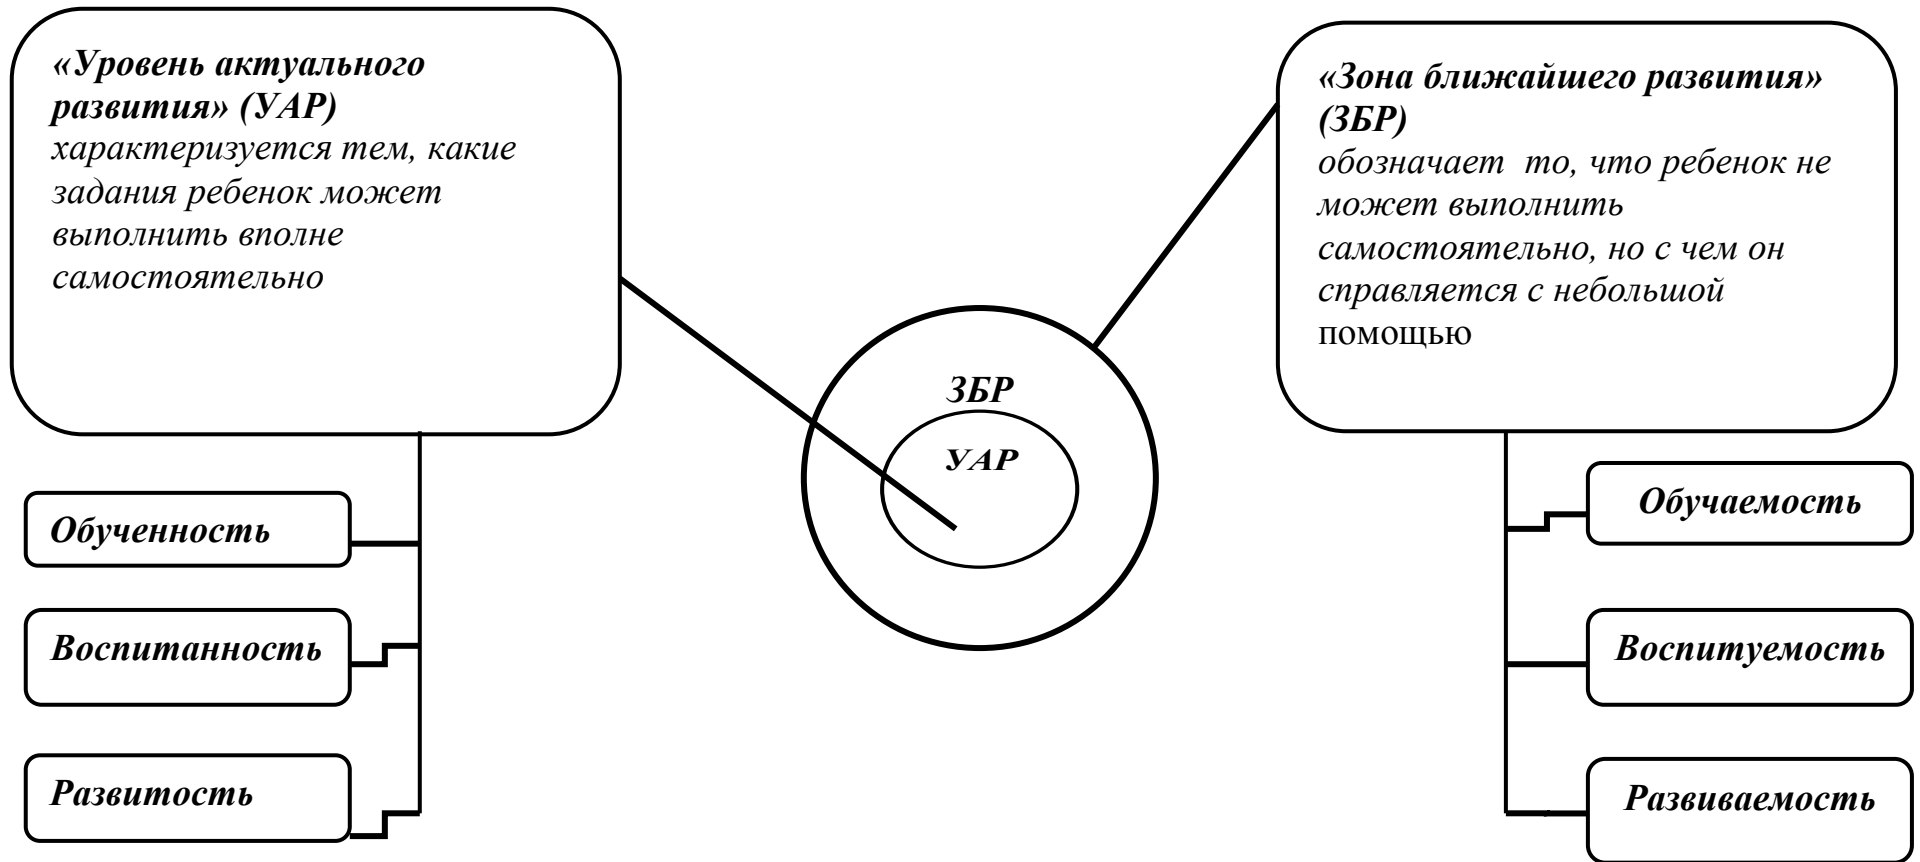 «Уровень актуального
развития» (УАР)
характеризуется тем, какие
задания ребенок может
выполнить вполне
самостоятельно
«Зона ближайшего развития»
(ЗБР)
обозначает  то, что ребенок не
может выполнить
самостоятельно, но с чем он
справляется с небольшой
помощью
ЗБР
УАР
Обученность
Воспитанность
Развитость
Обучаемость
Воспитуемость
Развиваемость